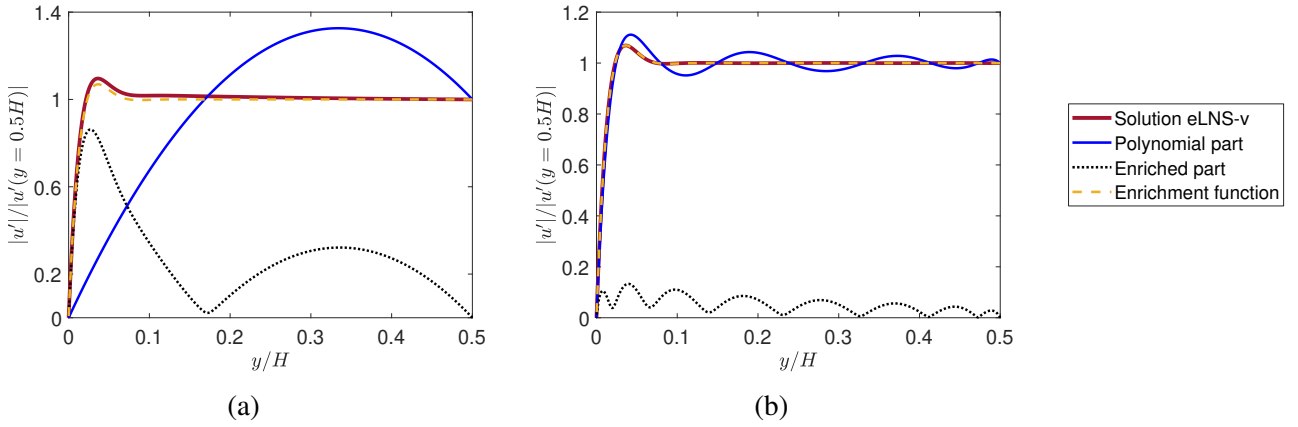 1.4
1
0.6
0.2
0
0
0.1
0.2
0.3
0.4
0.5
|u'|/|u'(y = 0.5H)|
y/H
(a)
1.2
1
0.8
0.6
0.4
0.2
0
0
0.1
0.2
0.3
0.4
0.5
|u'|/|u'(y = 0.5H)|
y/H
(b)
Solution eLNS-v
Polynomial part
Enriched part
Enrichment function